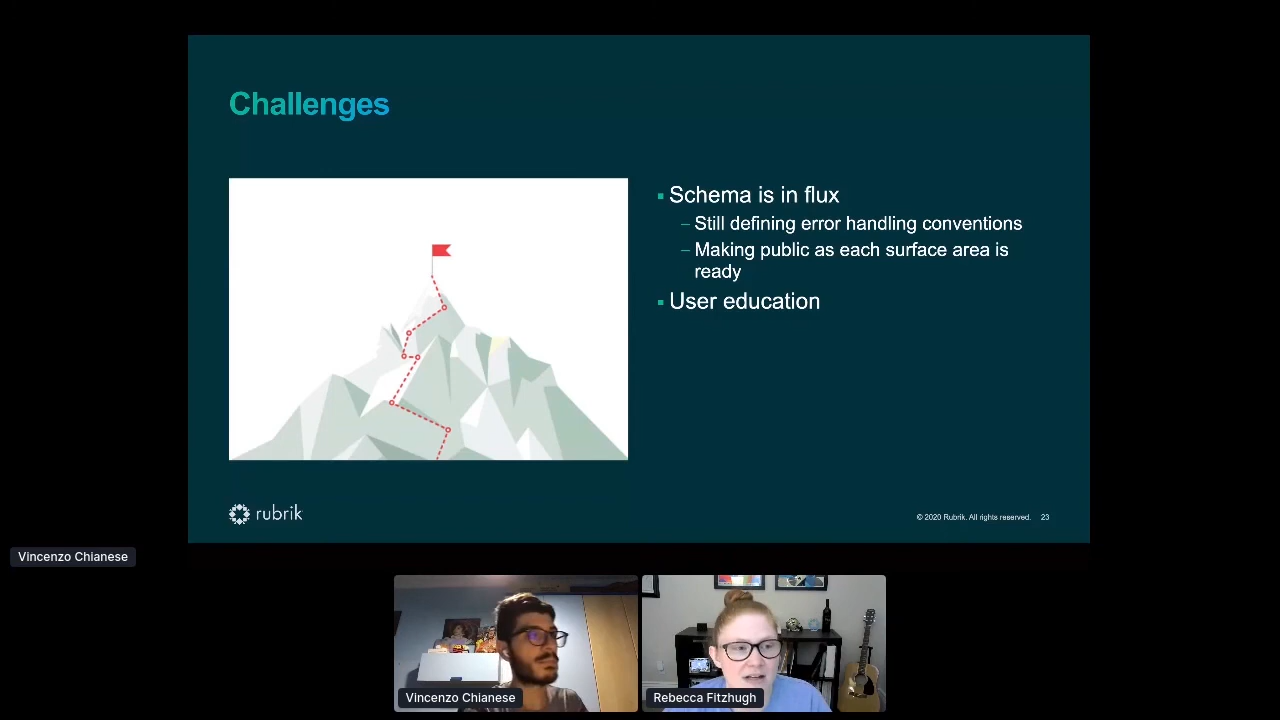 Challenges
▪ Schema is in flux
– Still defining error handling conventions
– Making public as each surface area is
ready
▪ User education
rubrik
© 2020 Rubrik. All rights reserved. 23
Vincenzo Chianese
Vincenzo Chianese
Rebecca Fitzhugh